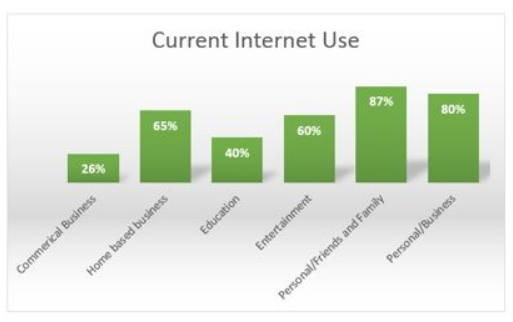 Current Internet Use
26%
65%
40%
60%
87%
80%
Commerical Business
Home based business
Education
Entertainment
Personal/Friends and Family
Personal/Business